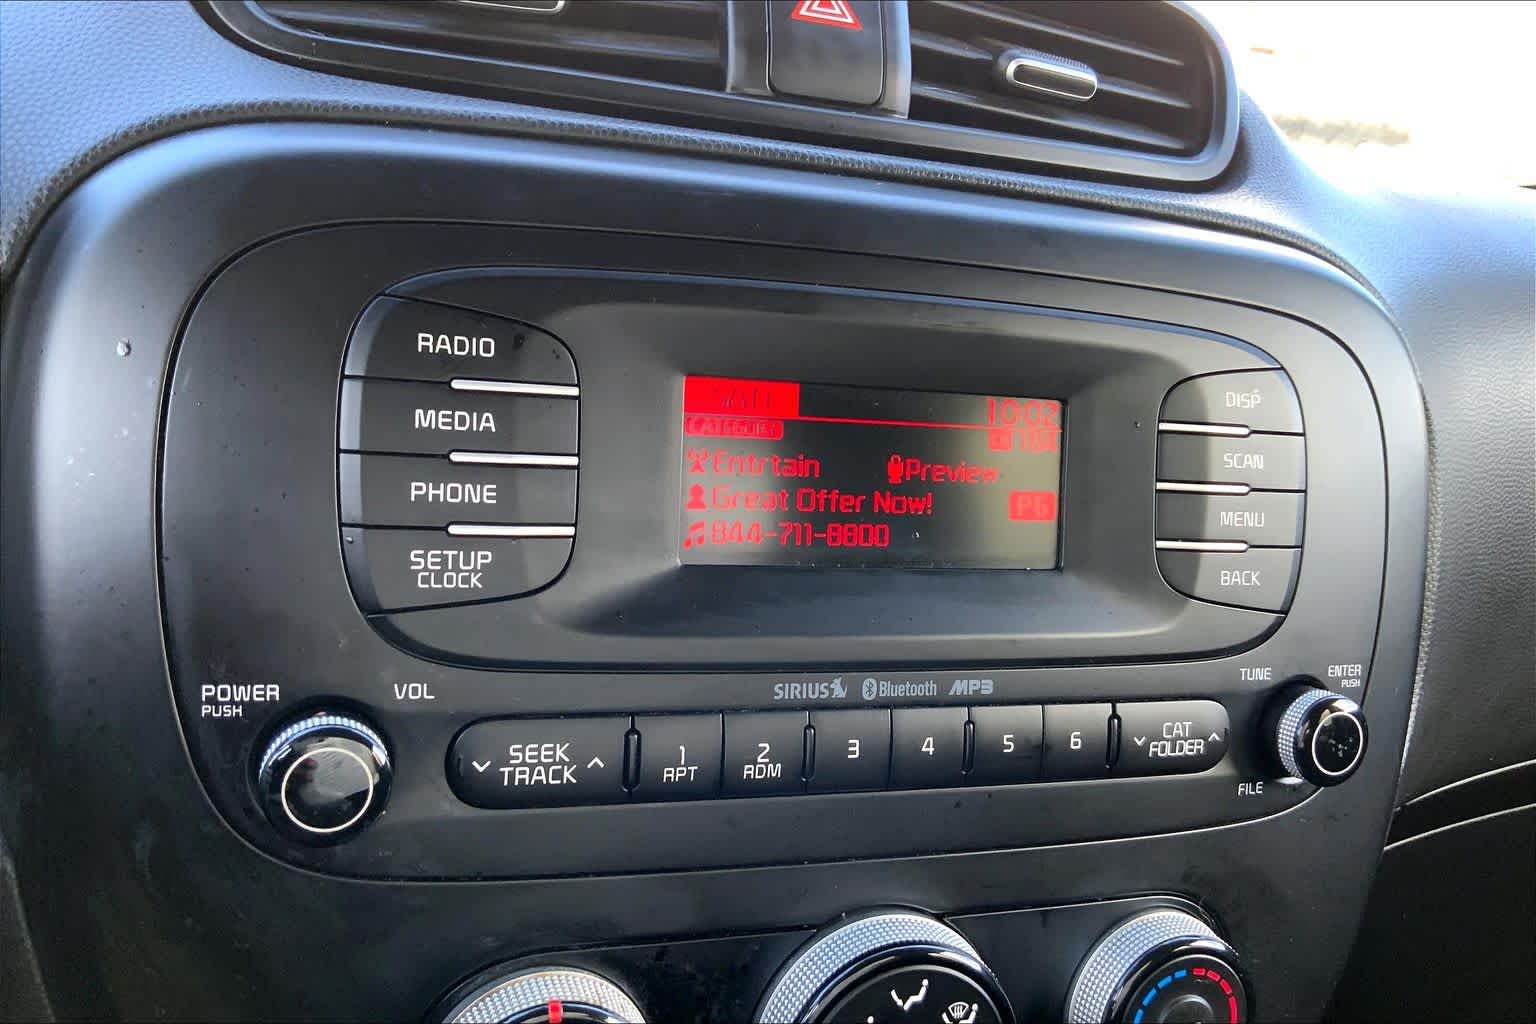 RADIO
MEDIA
PHONE
SETUP
CLOCK
CATEGORY
10:02
Entrtain
Preview
Great Offer Now!
P6
844-711-8800
DISP
SCAN
MENU
BACK
POWER
PUSH
VOL
SIRIUS Bluetooth MP3
TUNE
ENTER
PUSH
SEEK
TRACK
1
RPT
2
RDM
3
4
5
6
CAT
FOLDER
FILE